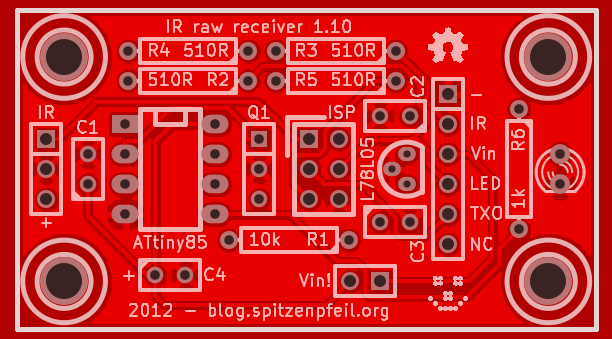 IR raw receiver 1.10
R4 510R
R3 510R
510R R2
R5 510R
C2
IR
C1
Q1
ISP
-
IR
Vin
LED
TXO
NC
R6
1k
L78L05
+
ATtiny85
10k R1
C3
+
C4
Vin!
2012 - blog.spitzenpfeil.org